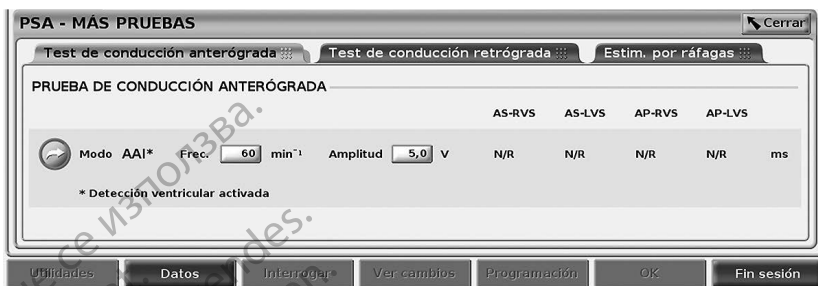 PSA - MÁS PRUEBAS
Cerrar
Test de conducción anterógrada
Test de conducción retrógrada
Estim. por ráfagas
PRUEBA DE CONDUCCIÓN ANTERÓGRADA
AS-RVS AS-LVS AP-RVS AP-LVS
Modo AAI* Frec. 60 min⁻¹ Amplitud 5,0 V N/R N/R N/R N/R ms
* Detección ventricular activada
Utilidades Datos Interrogar Ver cambios Programación OK Fin sesión
се използва.